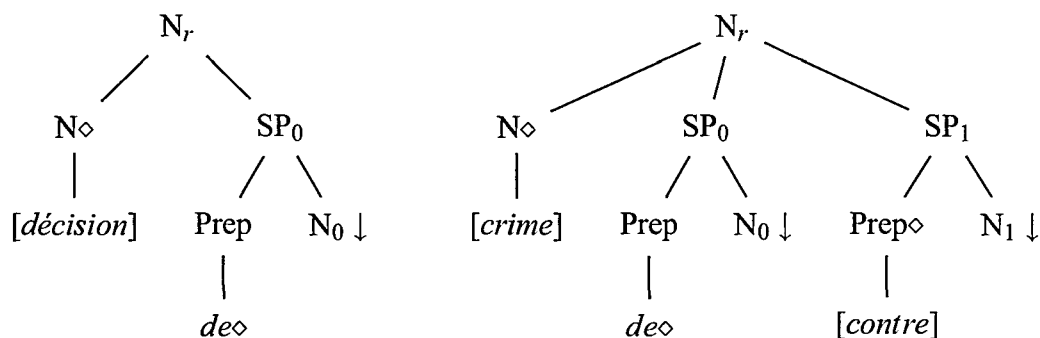 N_r N_r
N◇ SP_0 N◇ SP_0 SP_1
[décision] Prep N_0 ↓ [crime] Prep N_0 ↓ Prep◇ N_1 ↓
de◇ de◇ [contre]